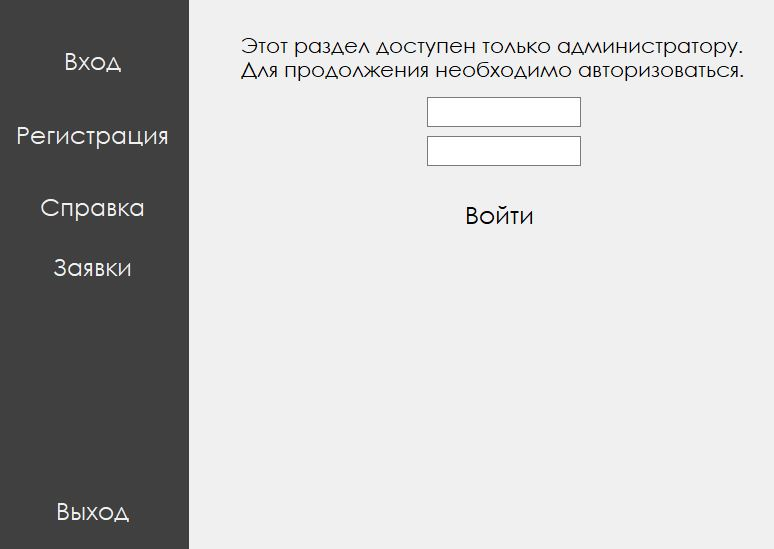 Вход
Регистрация
Справка
Заявки
Выход
Этот раздел доступен только администратору.
Для продолжения необходимо авторизоваться.
Войти